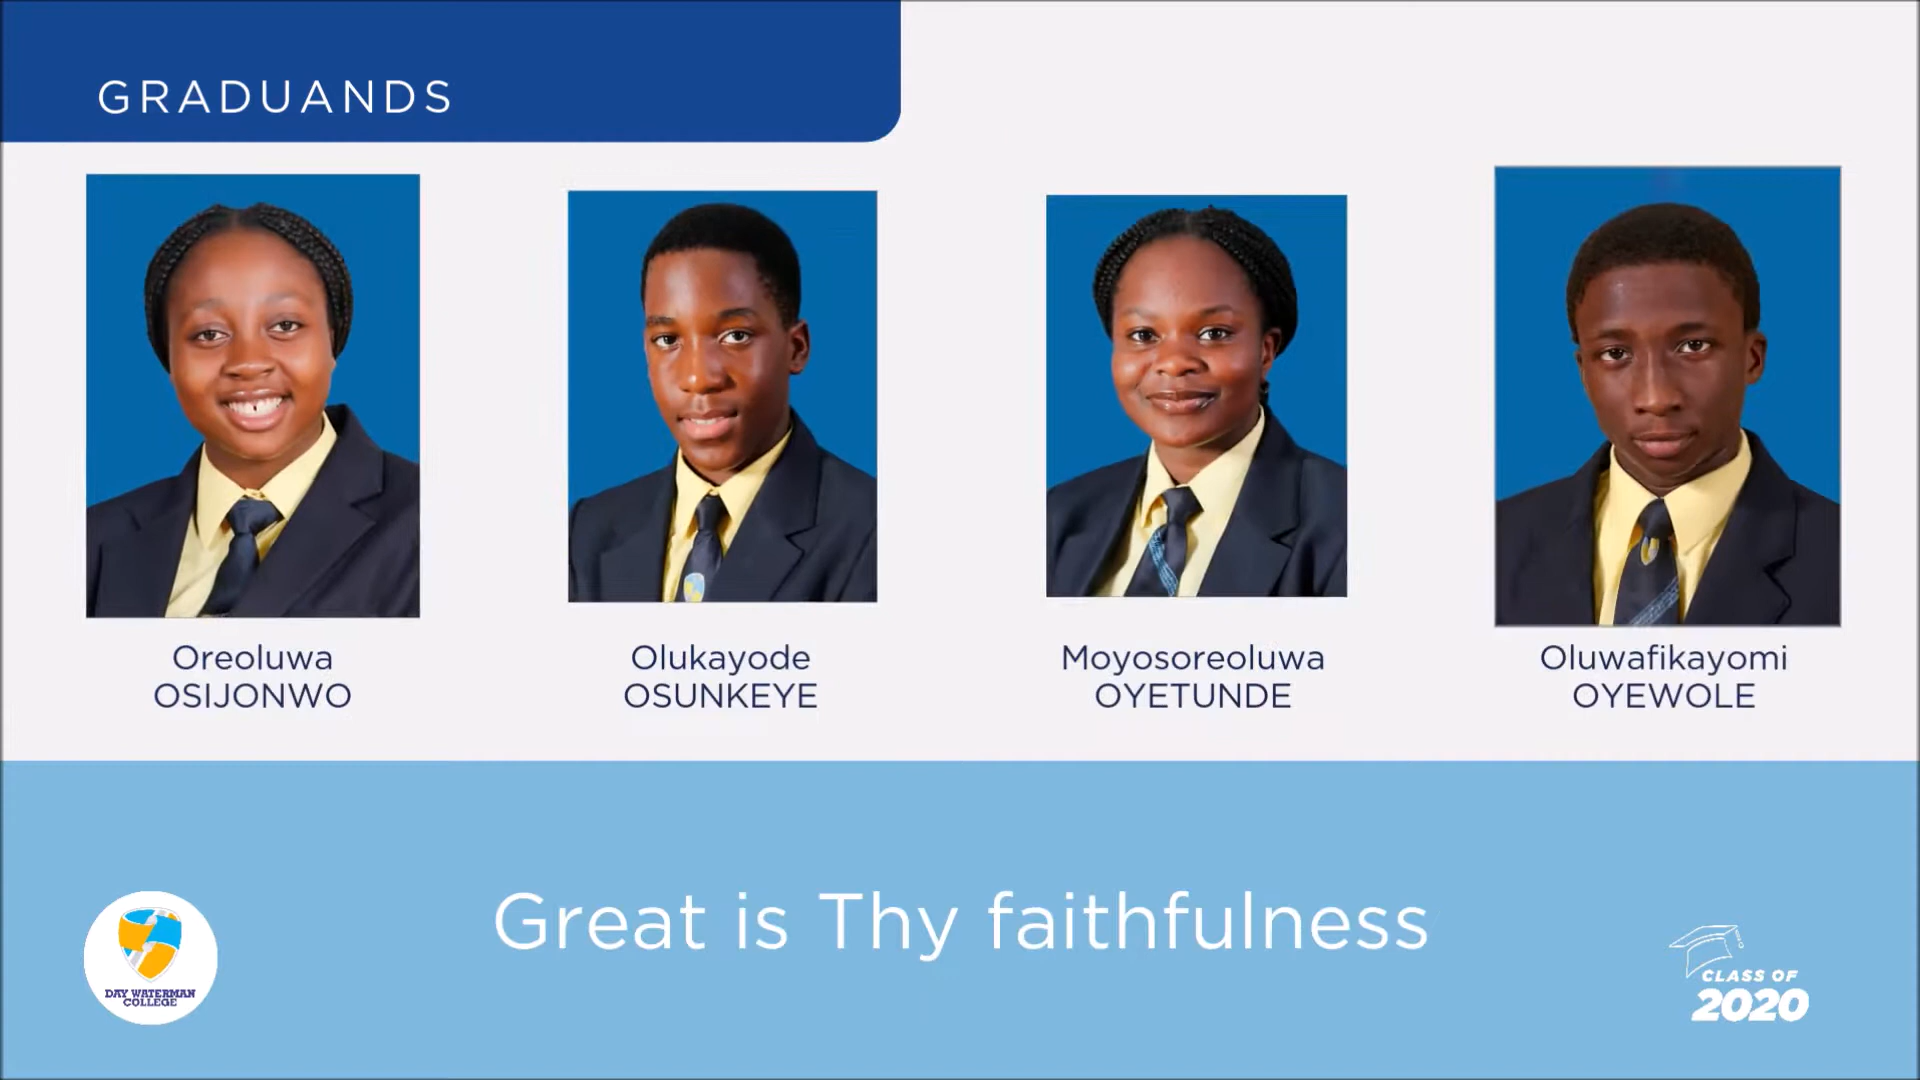 GRADUANDS
Oreoluwa
OSIJONWO
Olukayode
OSUNKEYE
Moyosoreoluwa
OYETUNDE
Oluwafikayomi
OYEWOLE
Great is Thy faithfulness
DAY WATERMAN
COLLEGE
CLASS OF
2020